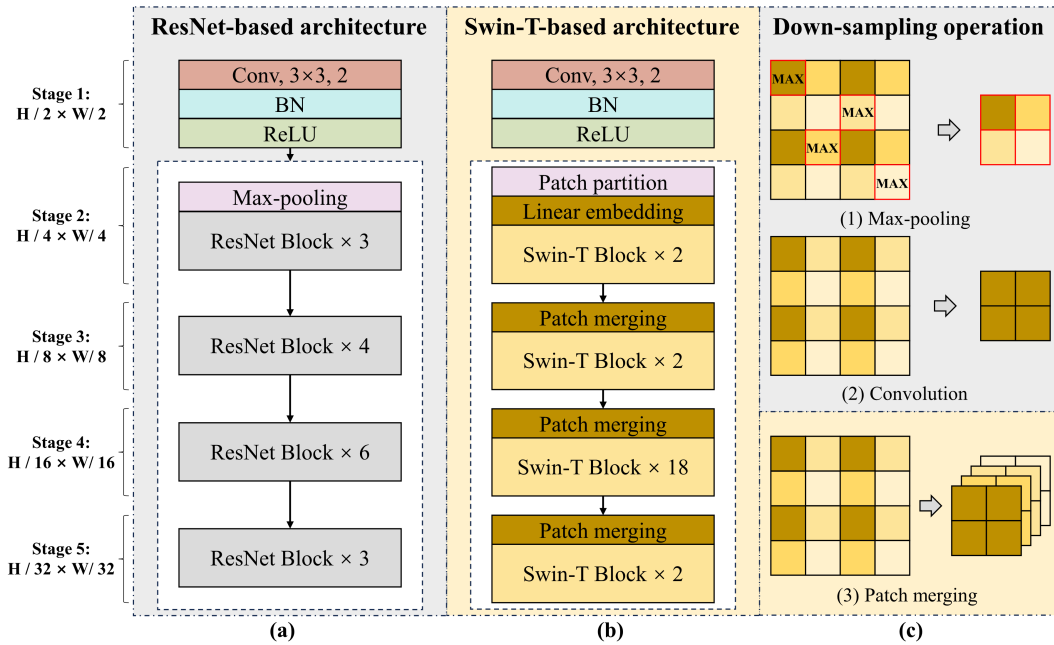 ResNet-based architecture
Swin-T-based architecture
Down-sampling operation
Stage 1:
H / 2 × W/ 2
Stage 2:
H / 4 × W/ 4
Stage 3:
H / 8 × W/ 8
Stage 4:
H / 16 × W/ 16
Stage 5:
H / 32 × W/ 32
Conv, 3×3, 2
BN
ReLU
Max-pooling
ResNet Block × 3
ResNet Block × 4
ResNet Block × 6
ResNet Block × 3
(a)
Conv, 3×3, 2
BN
ReLU
Patch partition
Linear embedding
Swin-T Block × 2
Patch merging
Swin-T Block × 2
Patch merging
Swin-T Block × 18
Patch merging
Swin-T Block × 2
(b)
MAX
MAX
MAX
MAX
(1) Max-pooling
(2) Convolution
(3) Patch merging
(c)